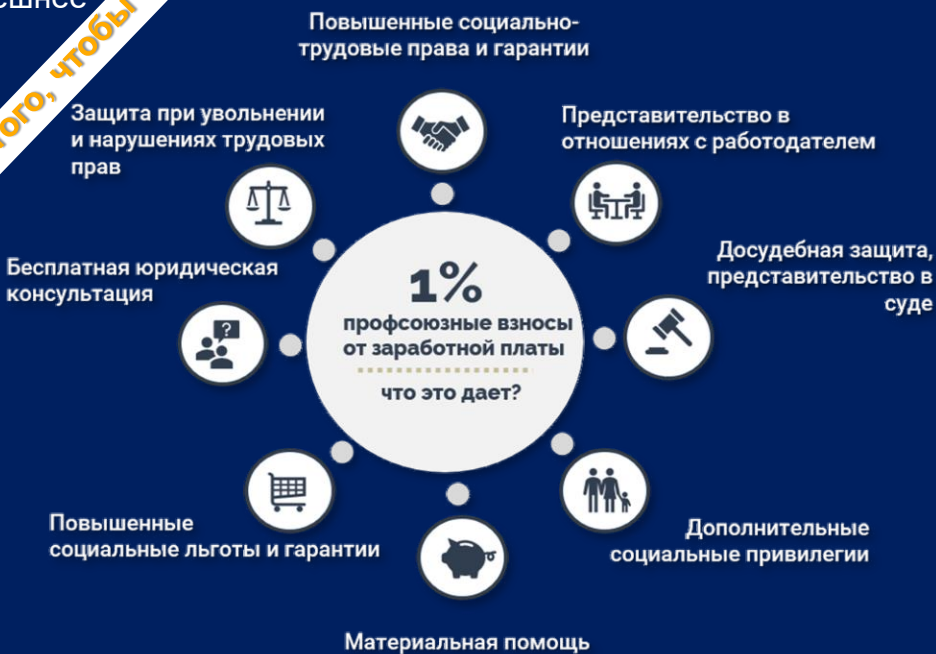 того, чтобы
Повышенные социально-
трудовые права и гарантии
Защита при увольнении
и нарушениях трудовых
прав
Представительство в
отношениях с работодателем
Бесплатная юридическая
консультация
Досудебная защита,
представительство в
суде
1%
профсоюзные взносы
от заработной платы
что это дает?
?
Повышенные
социальные льготы и гарантии
Дополнительные
социальные привилегии
Материальная помощь